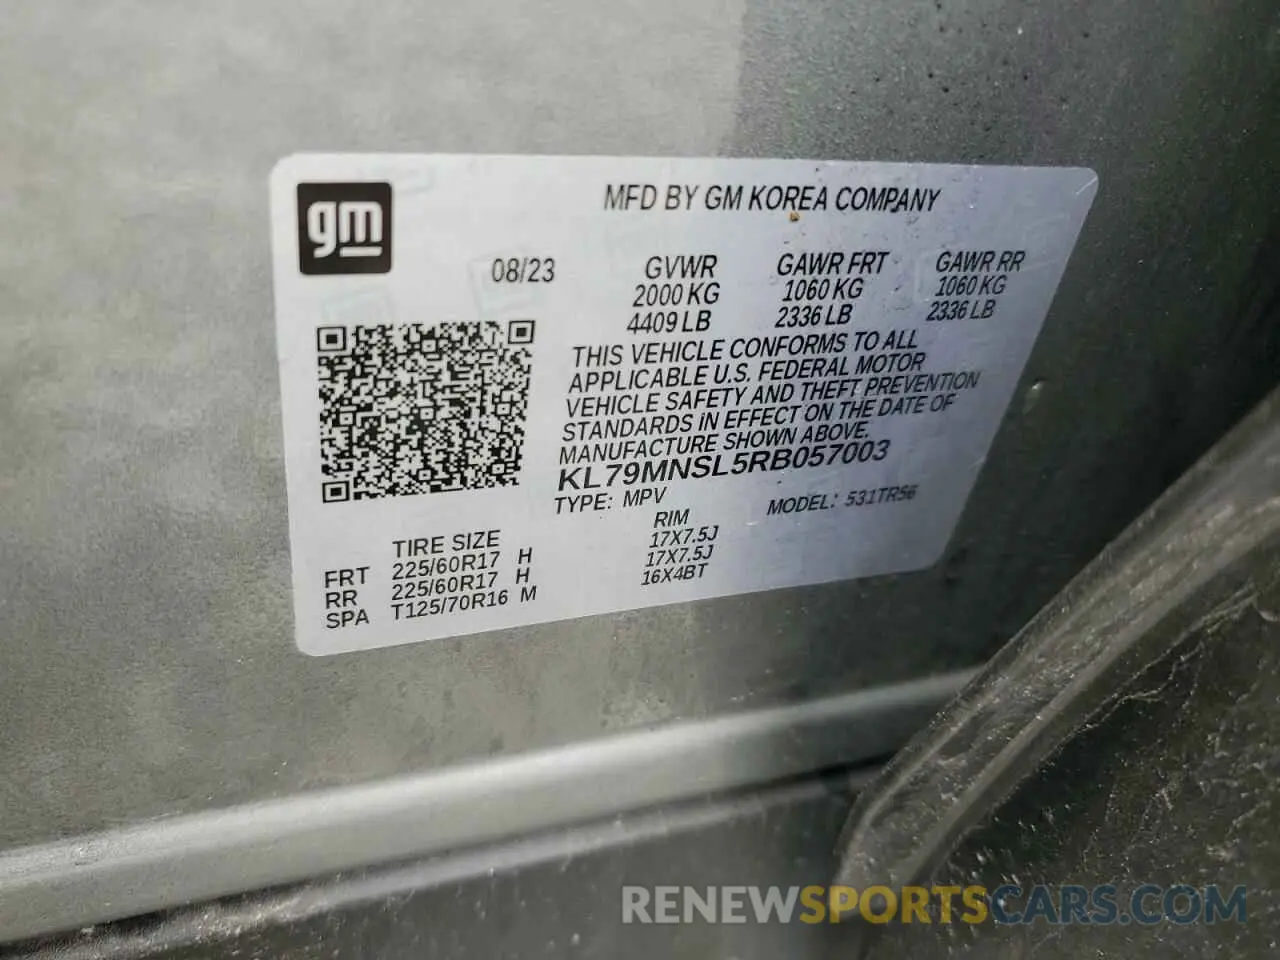 gm
MFD BY GM KOREA COMPANY
08/23
GVWR GAWR FRT GAWR RR
2000 KG 1060 KG 1060 KG
4409 LB 2336 LB 2336 LB
THIS VEHICLE CONFORMS TO ALL
APPLICABLE U.S. FEDERAL MOTOR
VEHICLE SAFETY AND THEFT PREVENTION
STANDARDS IN EFFECT ON THE DATE OF
MANUFACTURE SHOWN ABOVE.
KL79MNSL5RB057003
TYPE: MPV MODEL: 531TR56
TIRE SIZE RIM
FRT 225/60R17 H 17X7.5J
RR 225/60R17 H 17X7.5J
SPA T125/70R16 M 16X4BT
RENEWSPORTSCARS.COM